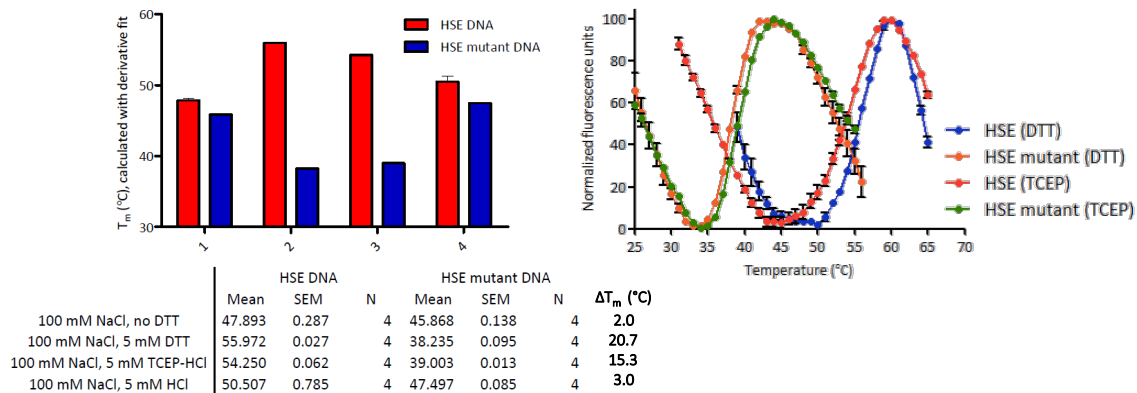 HSE DNA
HSE mutant DNA
Tm (°C), calculated with derivative fit
60
50
40
30
1
2
3
4
Normalized fluorescence units
100
80
60
40
20
0
25
30
35
40
45
50
55
60
65
70
Temperature (°C)
HSE (DTT)
HSE mutant (DTT)
HSE (TCEP)
HSE mutant (TCEP)
HSE DNA HSE mutant DNA
Mean SEM N Mean SEM N ΔTm (°C)
100 mM NaCl, no DTT 47.893 0.287 4 45.868 0.138 4 2.0
100 mM NaCl, 5 mM DTT 55.972 0.027 4 38.235 0.095 4 20.7
100 mM NaCl, 5 mM TCEP-HCl 54.250 0.062 4 39.003 0.013 4 15.3
100 mM NaCl, 5 mM HCl 50.507 0.785 4 47.497 0.085 4 3.0